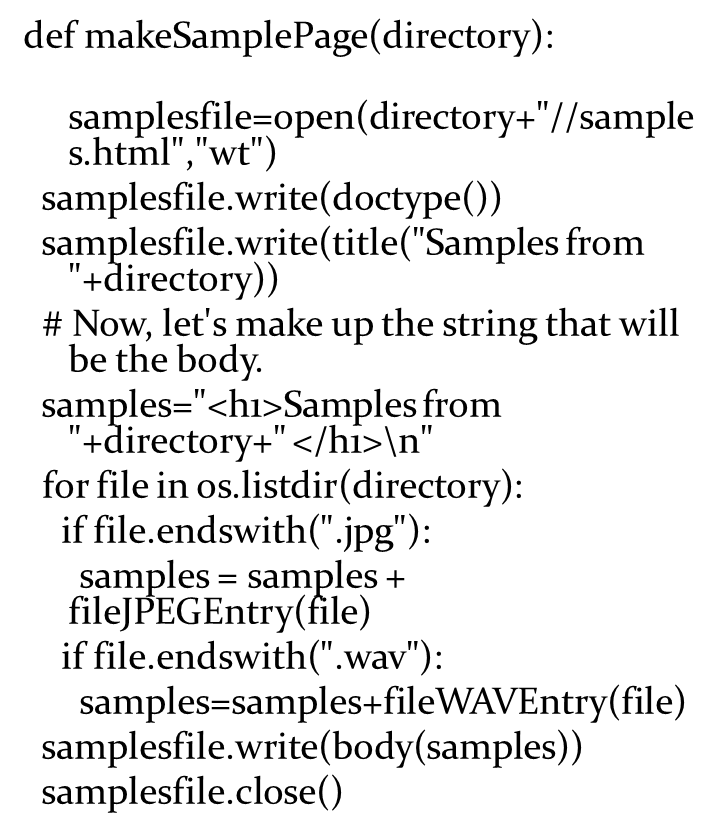 def makeSamplePage(directory):
samplesfile=open(directory+"//sample
s.html","wt")
samplesfile.write(doctype())
samplesfile.write(title("Samples from
"+directory))
# Now, let's make up the string that will
be the body.
samples="<h1>Samples from
"+directory+" </h1>\n"
for file in os.listdir(directory):
if file.endswith(".jpg"):
samples = samples +
fileJPEGEntry(file)
if file.endswith(".wav"):
samples=samples+fileWAVEntry(file)
samplesfile.write(body(samples))
samplesfile.close()